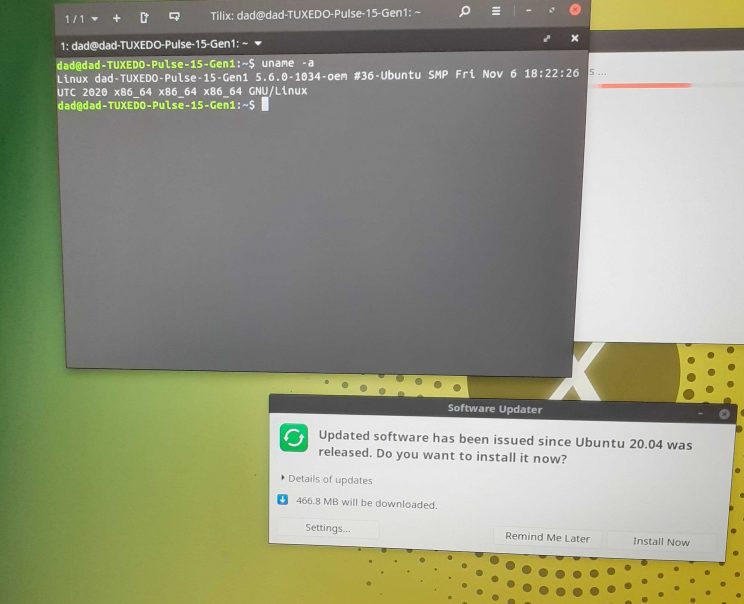 1 / 1
Tilix: dad@dad-TUXEDO-Pulse-15-Gen1: ~
1: dad@dad-TUXEDO-Pulse-15-Gen1: ~
dad@dad-TUXEDO-Pulse-15-Gen1:~$ uname -a
Linux dad-TUXEDO-Pulse-15-Gen1 5.6.0-1034-oem #36-Ubuntu SMP Fri Nov 6 18:22:26
UTC 2020 x86_64 x86_64 x86_64 GNU/Linux
dad@dad-TUXEDO-Pulse-15-Gen1:~$
s ...
X
Software Updater
Updated software has been issued since Ubuntu 20.04 was
released. Do you want to install it now?
Details of updates
466.8 MB will be downloaded.
Settings...
Remind Me Later
Install Now